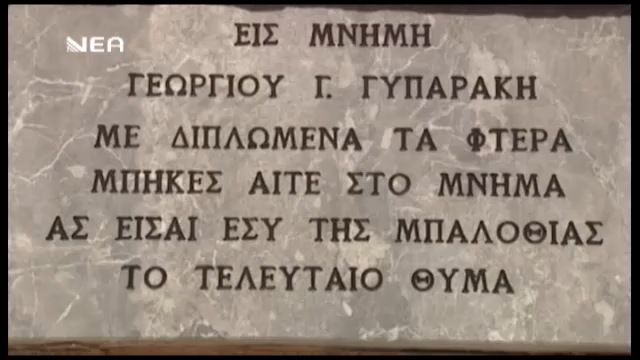 ΝΕΑ
ΕΙΣ ΜΝΗΜΗ
ΓΕΩΡΓΙΟΥ Γ. ΓΥΠΑΡΑΚΗ
ΜΕ ΔΙΠΛΩΜΕΝΑ ΤΑ ΦΤΕΡΑ
ΜΠΗΚΕΣ ΑΙΤΕ ΣΤΟ ΜΝΗΜΑ
ΑΣ ΕΙΣΑΙ ΕΣΥ ΤΗΣ ΜΠΑΛΟΘΙΑΣ
ΤΟ ΤΕΛΕΥΤΑΙΟ ΘΥΜΑ